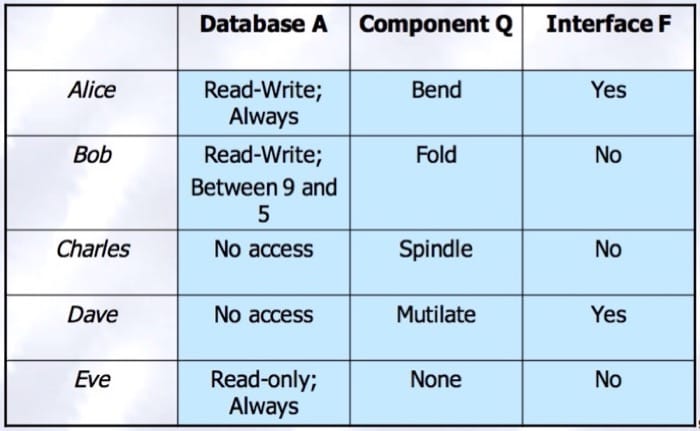 Database A Component Q Interface F
Alice Read-Write; Bend Yes
Always
Bob Read-Write; Fold No
Between 9 and
5
Charles No access Spindle No
Dave No access Mutilate Yes
Eve Read-only; None No
Always